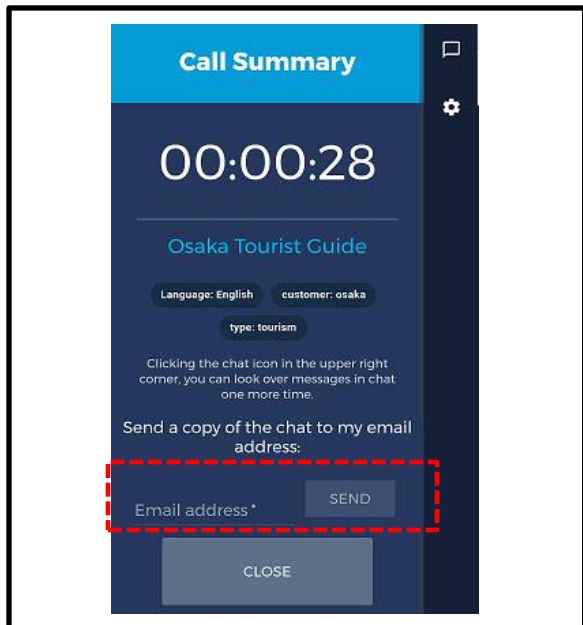 Call Summary
00:00:28
Osaka Tourist Guide
Language: English
customer: osaka
type: tourism
Clicking the chat icon in the upper right
corner, you can look over messages in chat
one more time.
Send a copy of the chat to my email
address:
Email address *
SEND
CLOSE